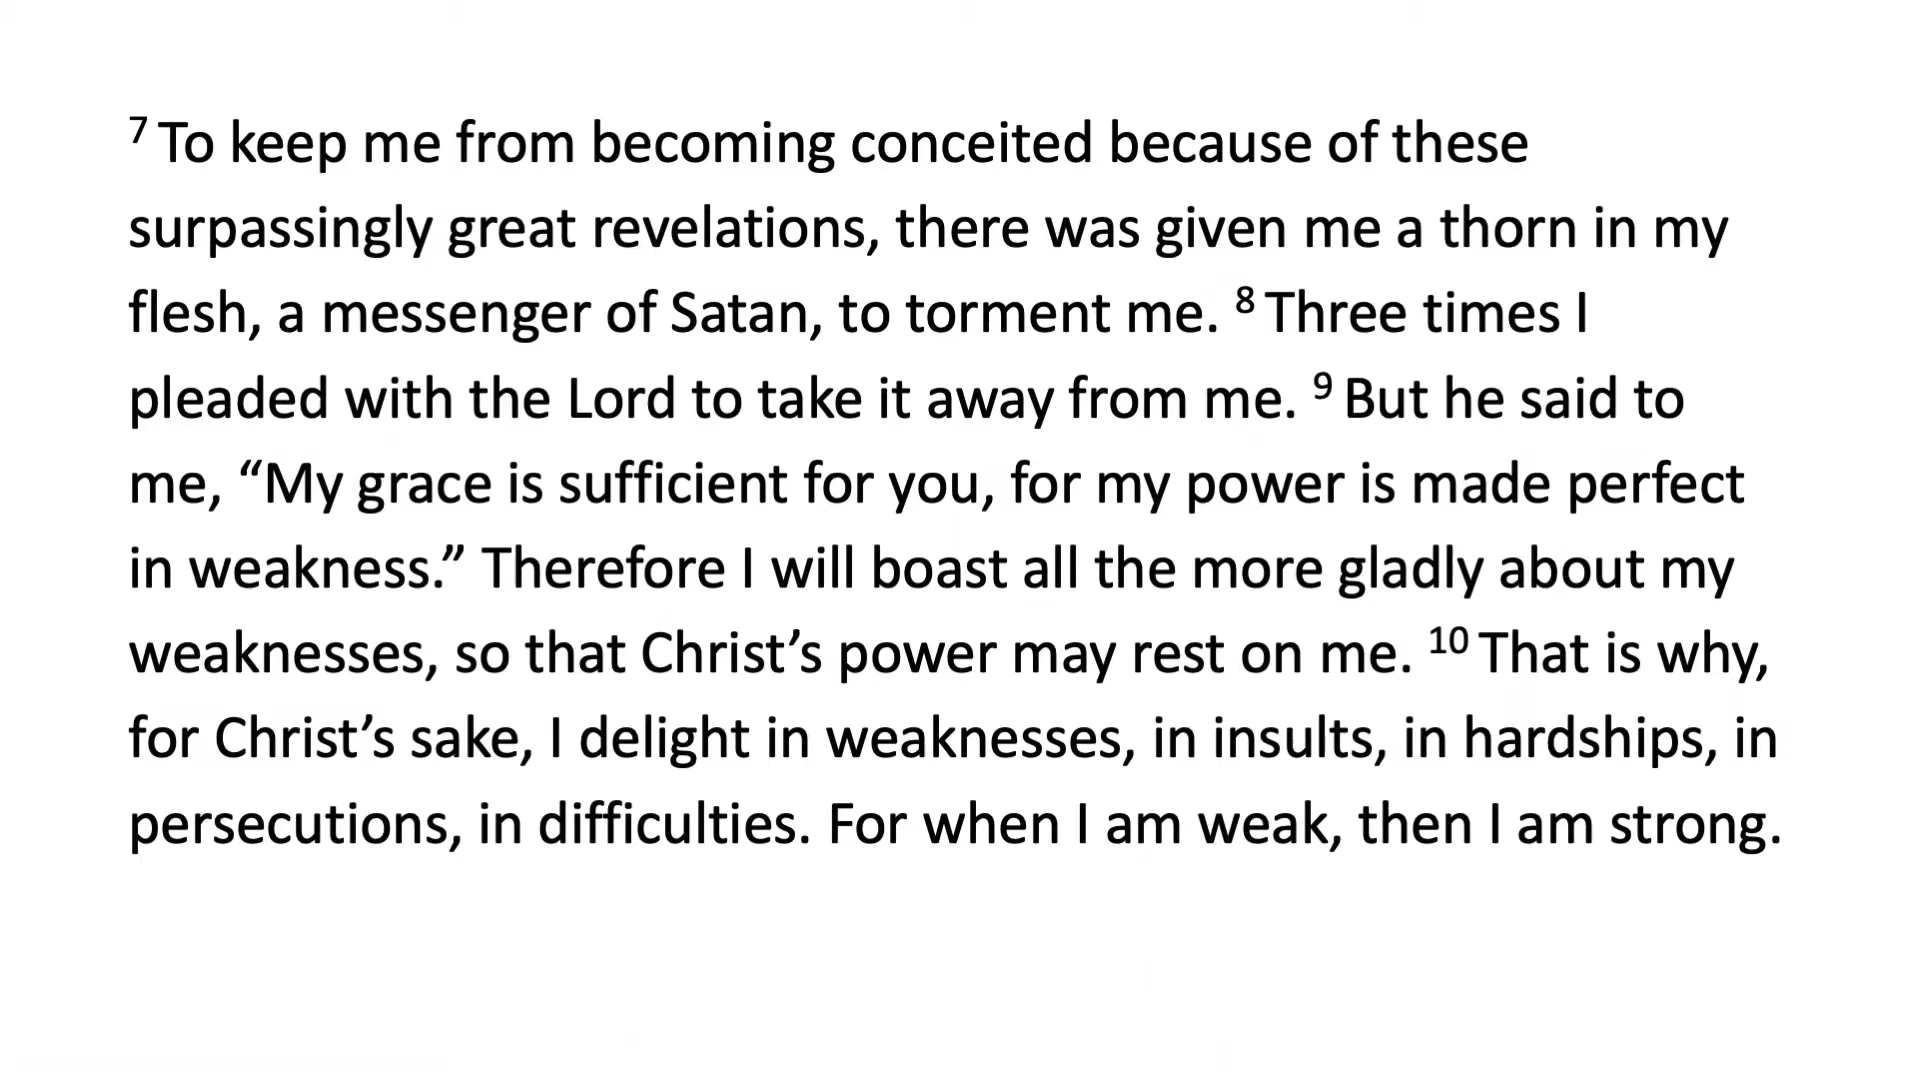 7 To keep me from becoming conceited because of these
surpassingly great revelations, there was given me a thorn in my
flesh, a messenger of Satan, to torment me. 8 Three times I
pleaded with the Lord to take it away from me. 9 But he said to
me, “My grace is sufficient for you, for my power is made perfect
in weakness.” Therefore I will boast all the more gladly about my
weaknesses, so that Christ’s power may rest on me. 10 That is why,
for Christ’s sake, I delight in weaknesses, in insults, in hardships, in
persecutions, in difficulties. For when I am weak, then I am strong.